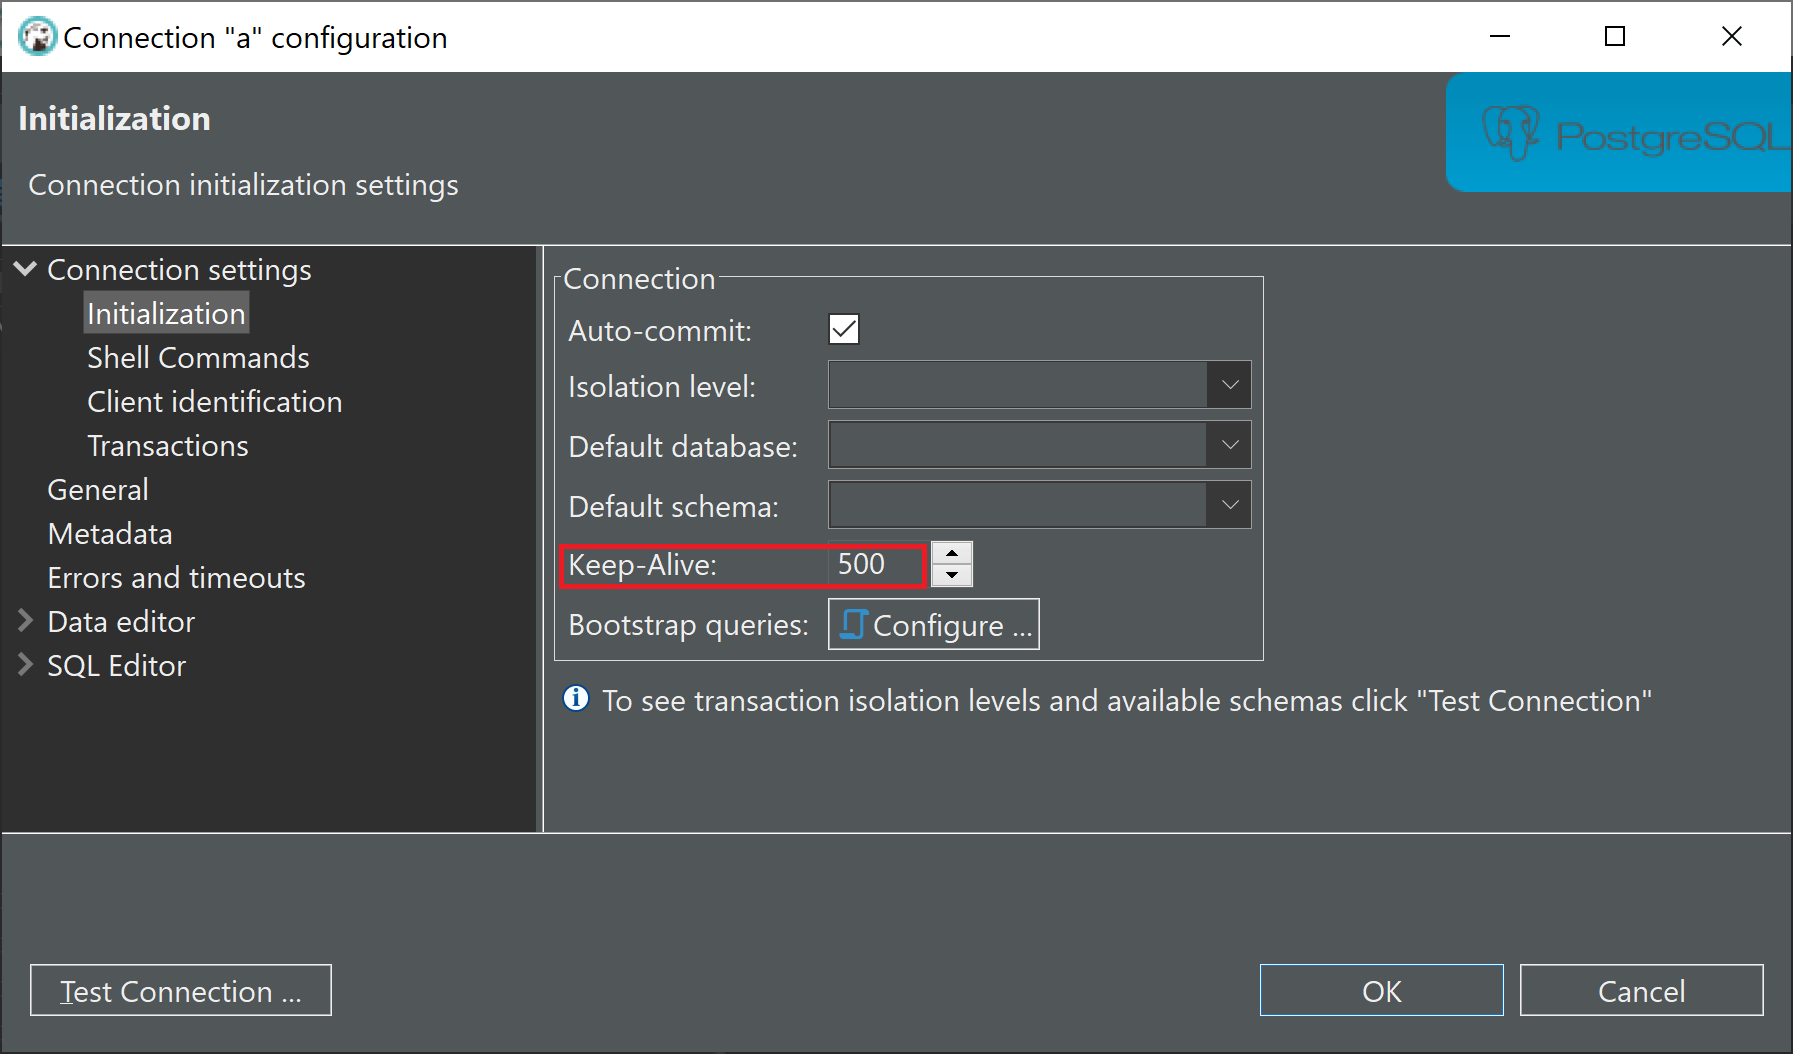 Connection "a" configuration
Initialization
PostgreSQL
Connection initialization settings
Connection settings
Initialization
Shell Commands
Client identification
Transactions
General
Metadata
Errors and timeouts
Data editor
SQL Editor
Connection
Auto-commit:
Isolation level:
Default database:
Default schema:
Keep-Alive: 500
Bootstrap queries: Configure ...
To see transaction isolation levels and available schemas click "Test Connection"
Test Connection ...
OK
Cancel